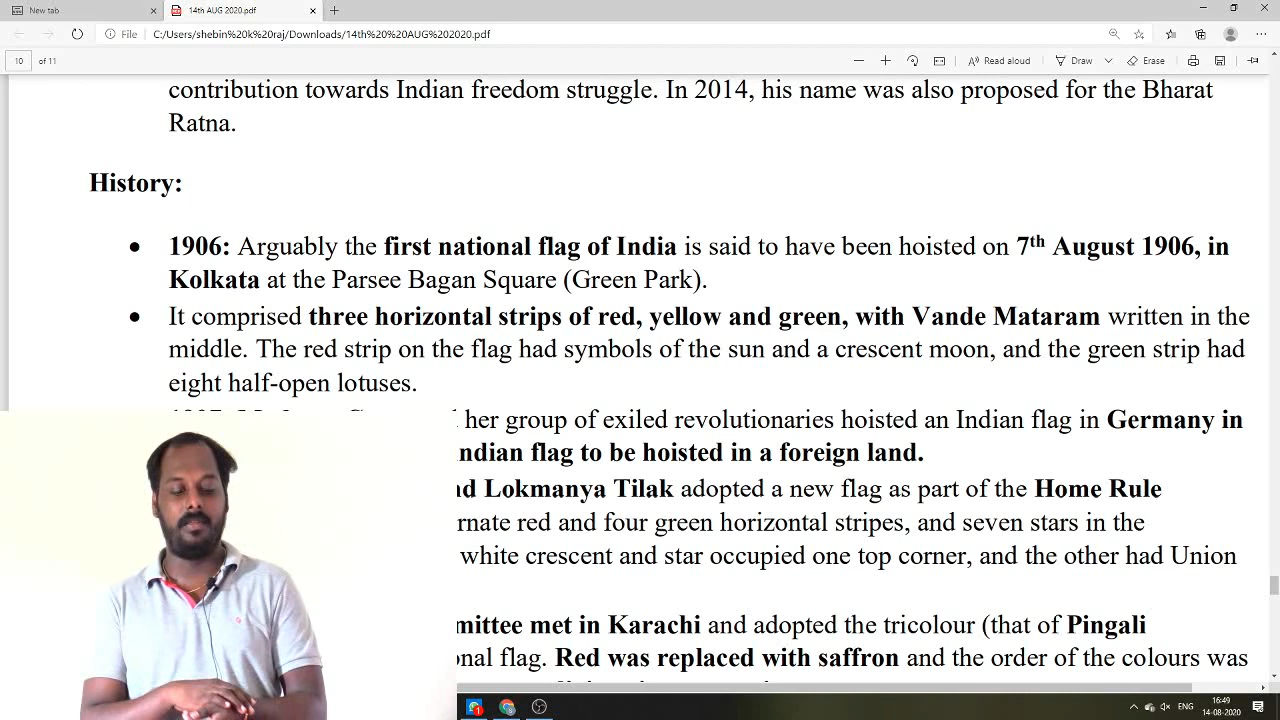 New tab
14th AUG 2020.pdf
File
C:/Users/shebin%20k%20raj/Downloads/14th%20%20AUG%202020.pdf
10 of 11
Read aloud
Draw
Erase
contribution towards Indian freedom struggle. In 2014, his name was also proposed for the Bharat
Ratna.
History:
• 1906: Arguably the first national flag of India is said to have been hoisted on 7th August 1906, in
Kolkata at the Parsee Bagan Square (Green Park).
• It comprised three horizontal strips of red, yellow and green, with Vande Mataram written in the
middle. The red strip on the flag had symbols of the sun and a crescent moon, and the green strip had
eight half-open lotuses.
her group of exiled revolutionaries hoisted an Indian flag in Germany in
ndian flag to be hoisted in a foreign land.
d Lokmanya Tilak adopted a new flag as part of the Home Rule
rnate red and four green horizontal stripes, and seven stars in the
white crescent and star occupied one top corner, and the other had Union
mittee met in Karachi and adopted the tricolour (that of Pingali
onal flag. Red was replaced with saffron and the order of the colours was
ENG
16:49
14-08-2020